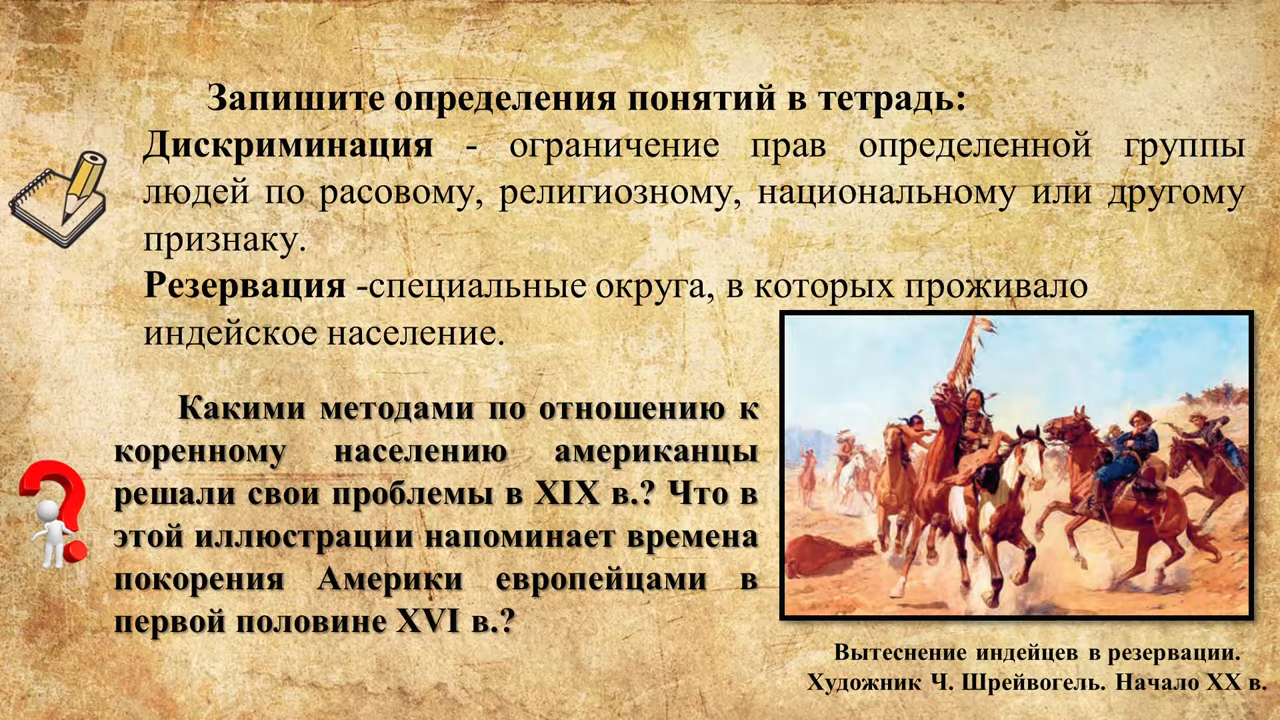 Запишите определения понятий в тетрадь:
Дискриминация - ограничение прав определенной группы
людей по расовому, религиозному, национальному или другому
признаку.
Резервация -специальные округа, в которых проживало
индейское население.
Какими методами по отношению к
коренному населению американцы
решали свои проблемы в XIX в.? Что в
этой иллюстрации напоминает времена
покорения Америки европейцами в
первой половине XVI в.?
Вытеснение индейцев в резервации.
Художник Ч. Шрейвогель. Начало XX в.